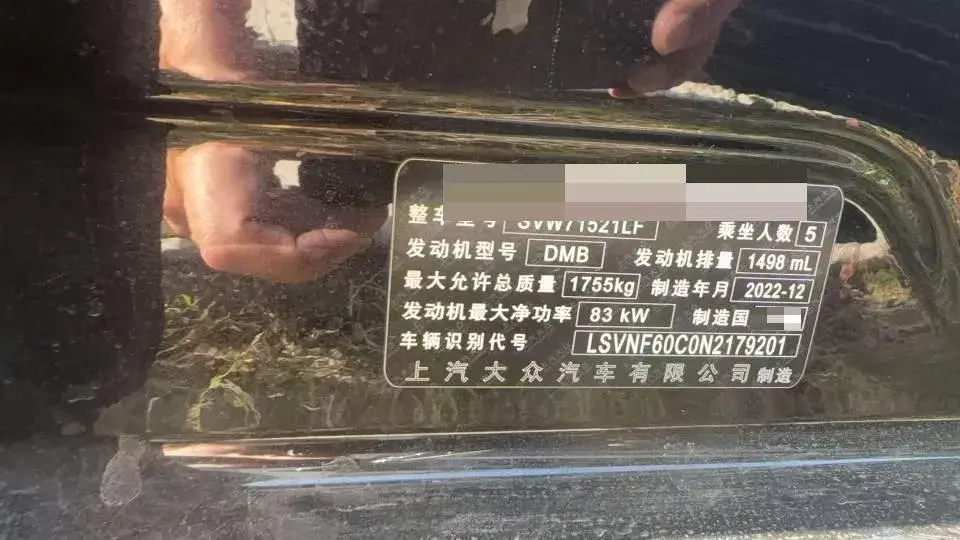 整车型号 SVW71521LF 乘坐人数 5
发动机型号 DMB 发动机排量 1498 mL
最大允许总质量 1755kg 制造年月 2022-12
发动机最大净功率 83 kW 制造国
车辆识别代号 LSVNF60C0N2179201
上汽大众汽车有限公司 制造